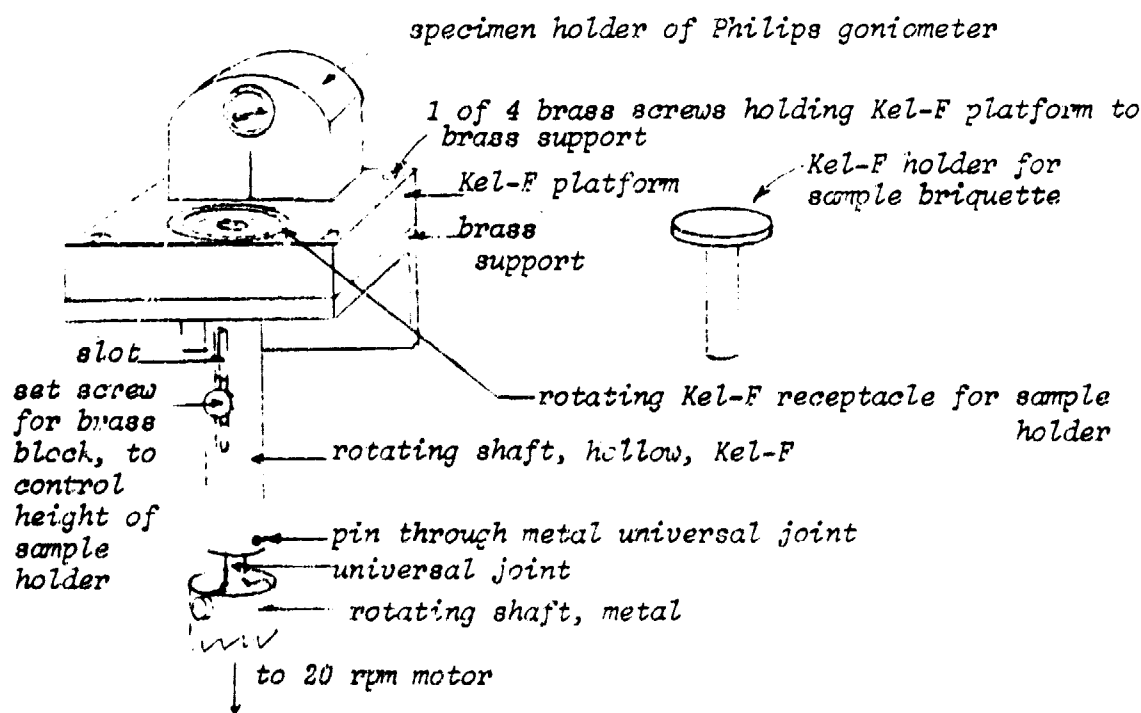 specimen holder of Philips goniometer
1 of 4 brass screws holding Kel-F platform to
brass support
Kel-F platform
brass
support
Kel-F holder for
sample briquette
slot
set screw
for brass
block, to
control
height of
sample
holder
rotating Kel-F receptacle for sample
holder
rotating shaft, hollow, Kel-F
pin through metal universal joint
universal joint
rotating shaft, metal
to 20 rpm motor